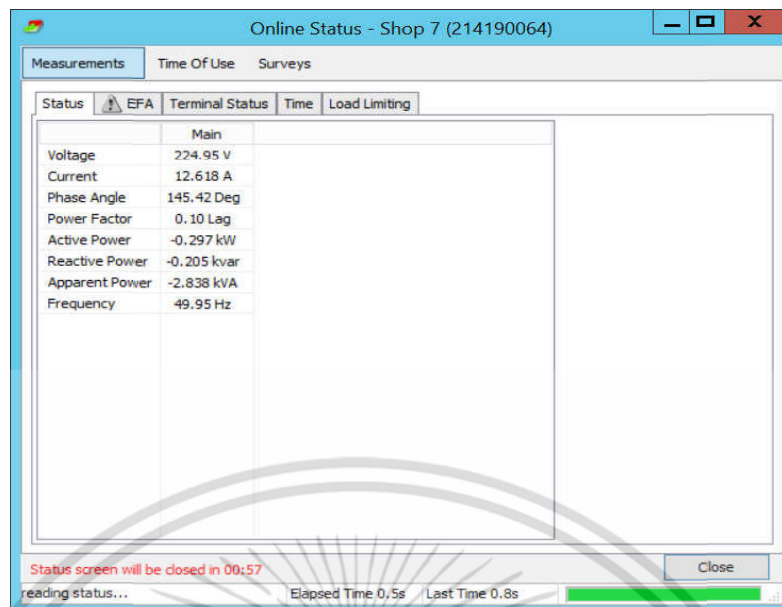 Online Status - Shop 7 (214190064)
Measurements Time Of Use Surveys
Status EFA Terminal Status Time Load Limiting
Main
Voltage 224.95 V
Current 12.618 A
Phase Angle 145.42 Deg
Power Factor 0.10 Lag
Active Power -0.297 kW
Reactive Power -0.205 kvar
Apparent Power -2.838 kVA
Frequency 49.95 Hz
Status screen will be closed in 00:57
Close
eading status... Elapsed Time 0.5s Last Time 0.8s